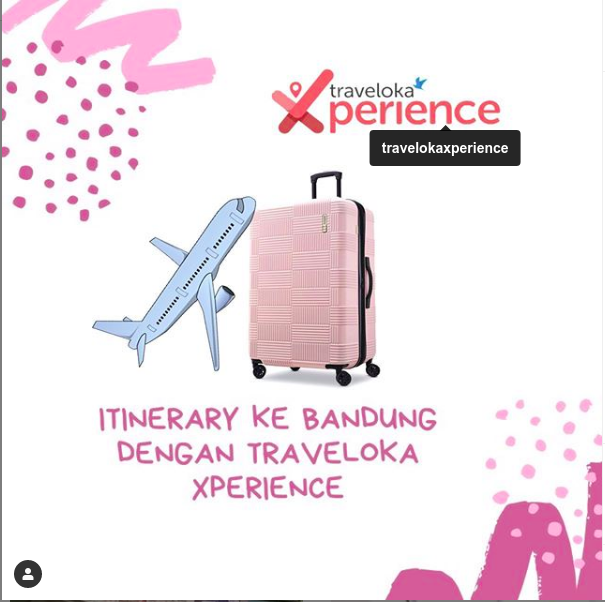 traveloka
Xperience
travelokaxperience
ITINERARY KE BANDUNG
DENGAN TRAVELOKA
XPERIENCE